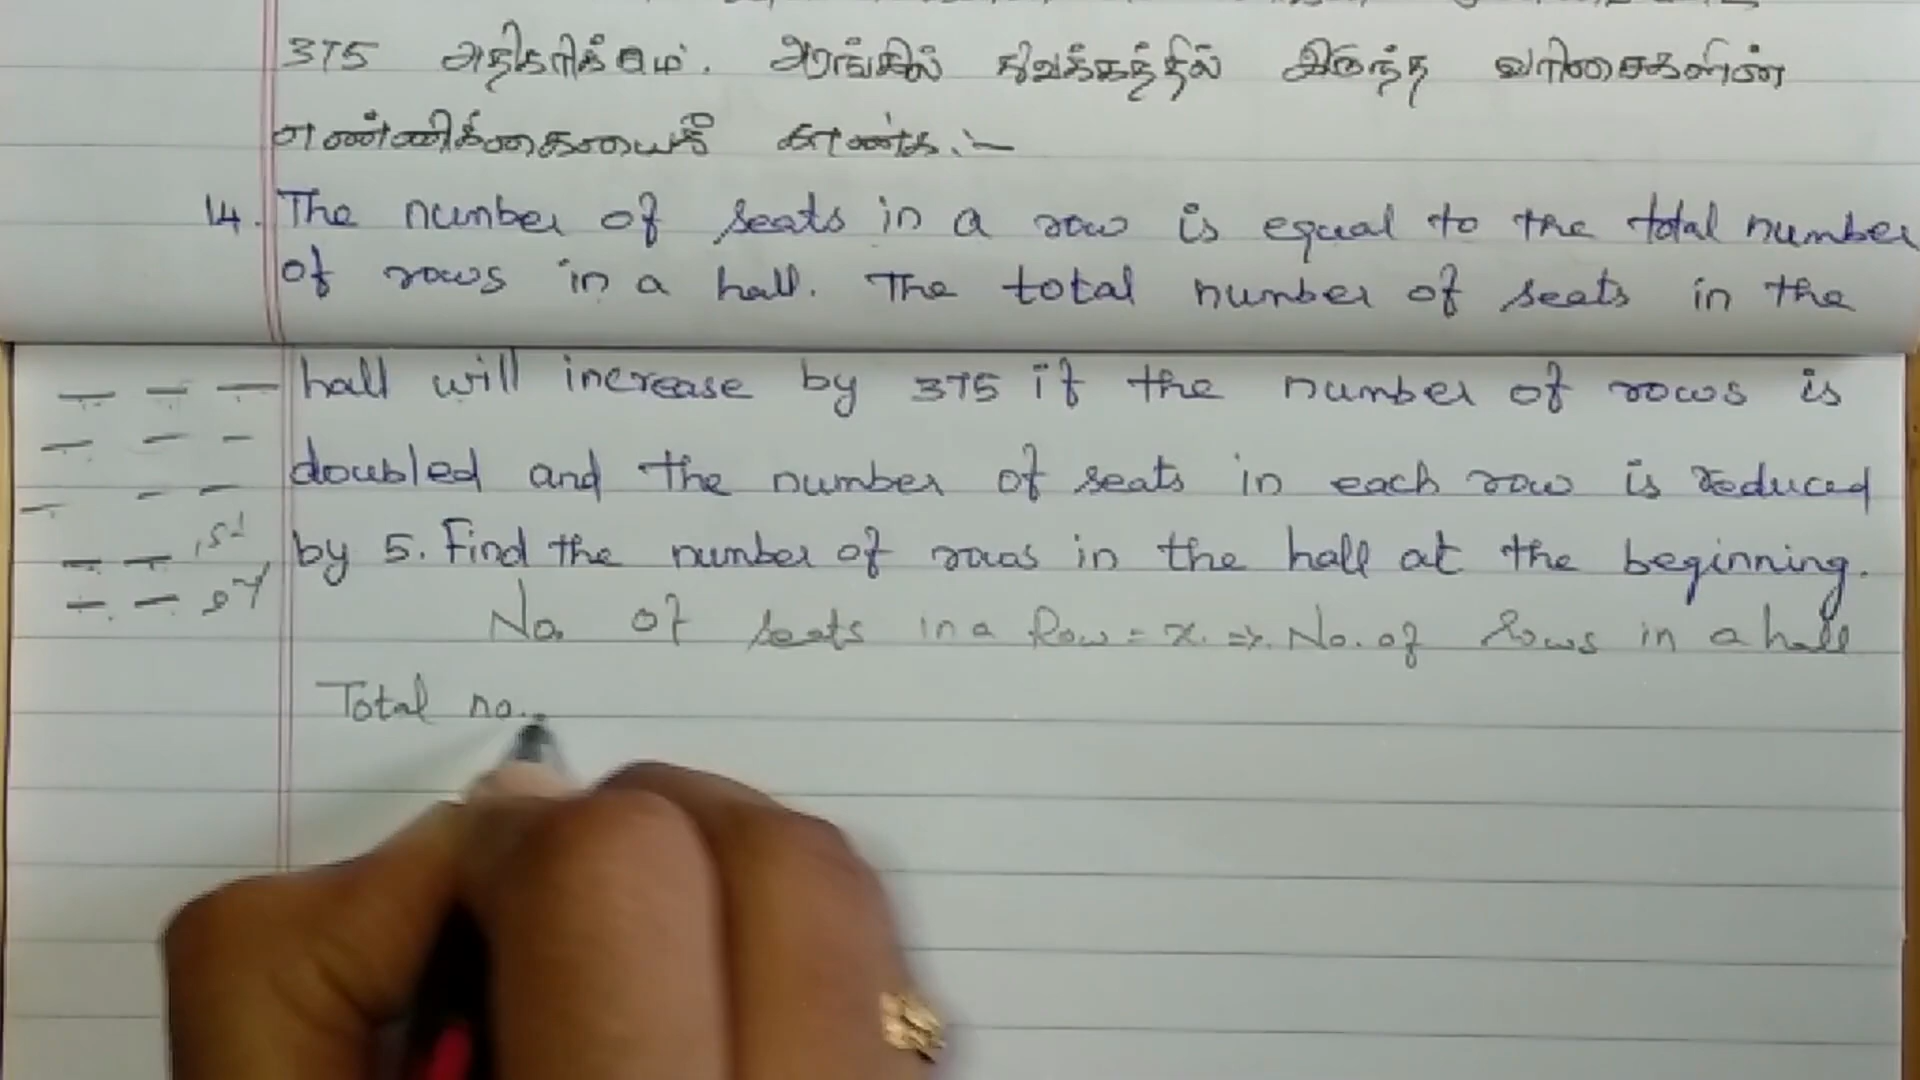 375 அதிகரிக்கும். அரங்கில் துவக்கத்தில் இருந்த வரிசைகளின்
எண்ணிக்கையைக் காண்க :-
14. The number of seats in a row is equal to the total number
of rows in a hall. The total number of seats in the
hall will increase by 375 if the number of rows is
doubled and the number of seats in each row is reduced
by 5. Find the number of rows in the hall at the beginning.
No. of seats in a Row = x. => No. of Rows in a hall
Total no.